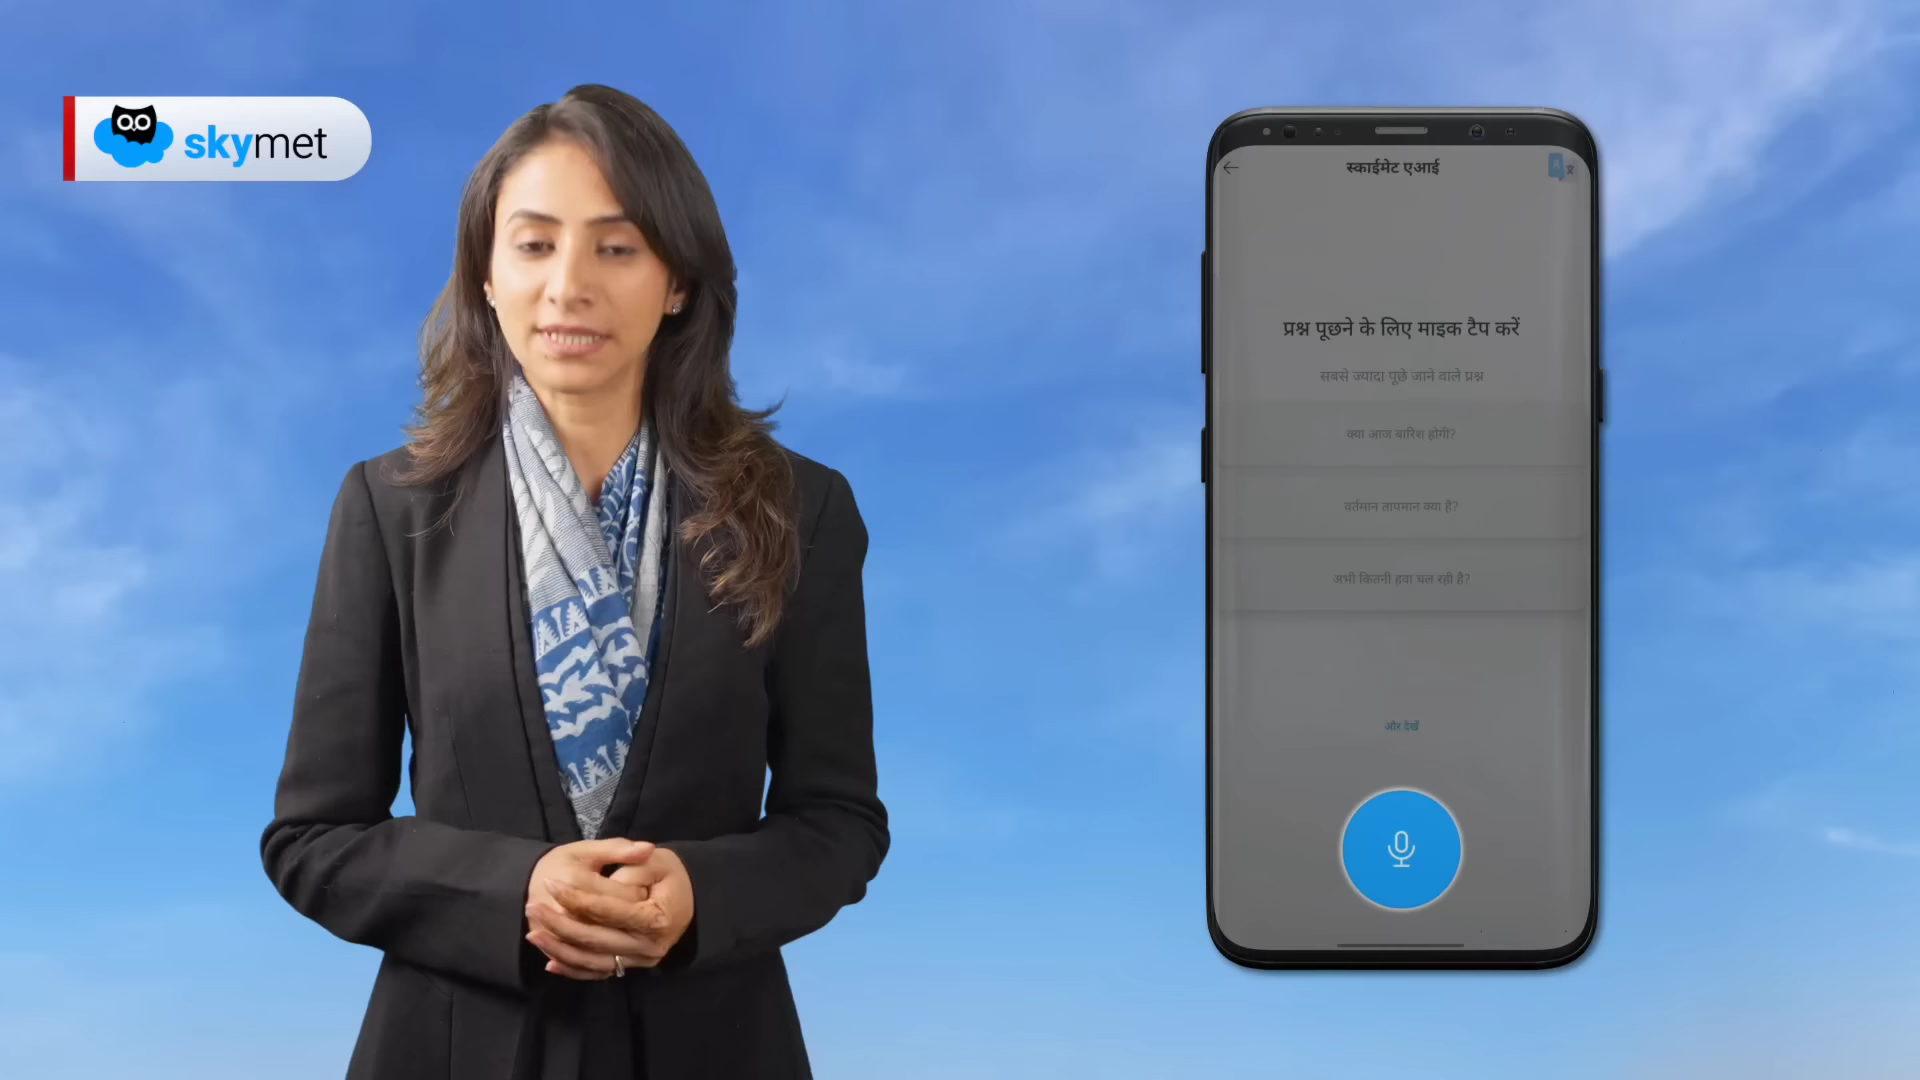 skymet
स्काईमेट एआई
प्रश्न पूछने के लिए माइक टैप करें
सबसे ज्यादा पूछे जाने वाले प्रश्न
क्या आज बारिश होगी?
वर्तमान तापमान क्या है?
अभी कितनी हवा चल रही है?
और देखें